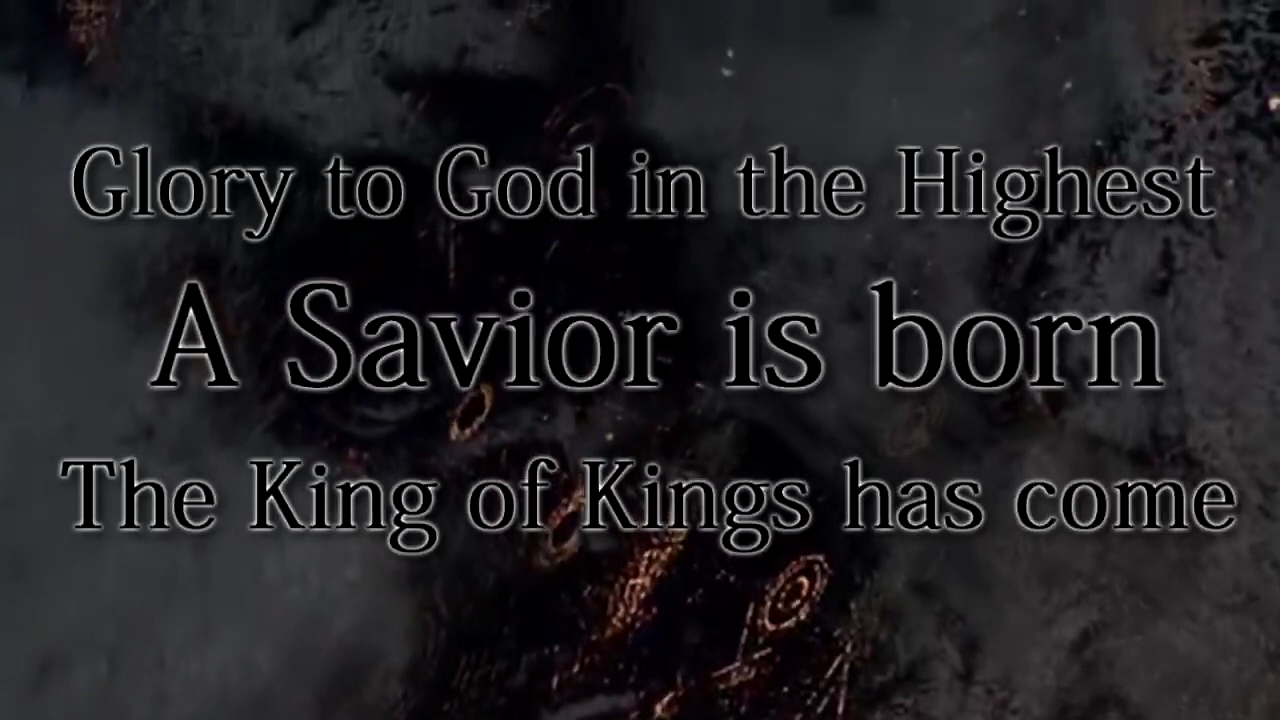 Glory to God in the Highest
A Savior is born
The King of Kings has come